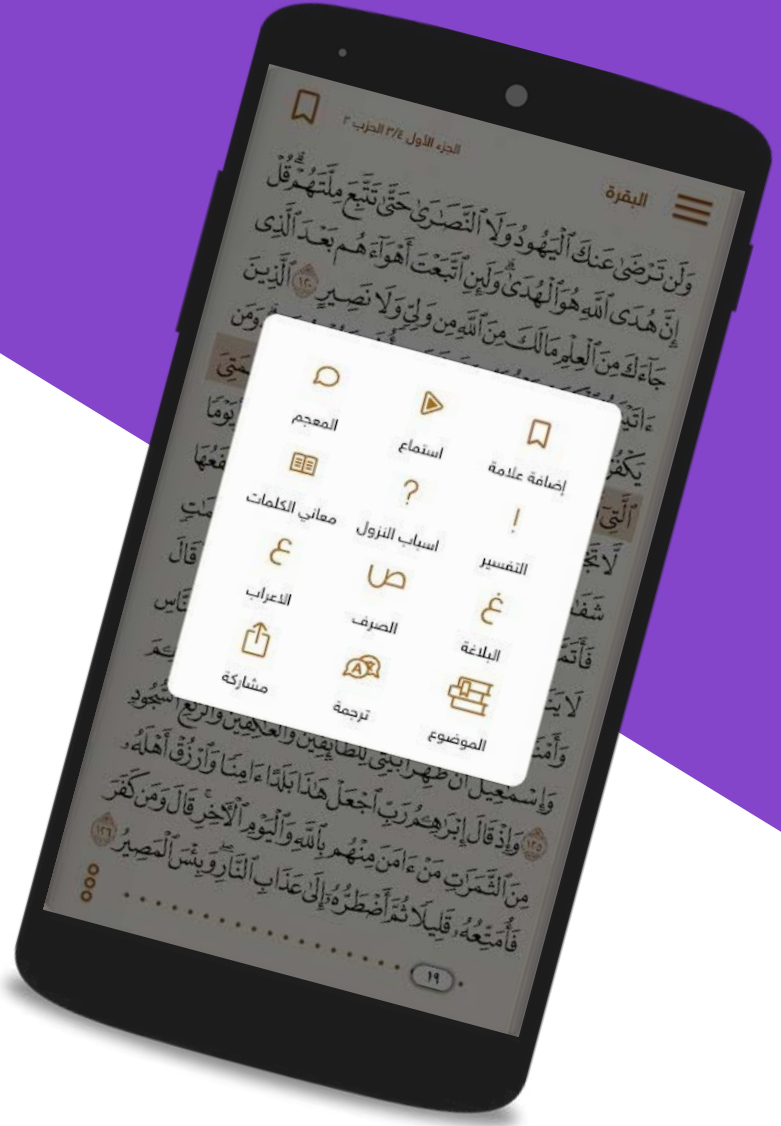 البقرة
الجزء الأول ٣/٤ الحزب ٢
وَلَن تَرْضَىٰ عَنكَ ٱلْيَهُودُ وَلَا ٱلنَّصَٰرَىٰ حَتَّىٰ تَتَّبِعَ مِلَّتَهُمْ ۗ قُلْ
إِنَّ هُدَى ٱللَّهِ هُوَ ٱلْهُدَىٰ ۗ وَلَئِنِ ٱتَّبَعْتَ أَهْوَآءَهُم بَعْدَ ٱلَّذِى
جَآءَكَ مِنَ ٱلْعِلْمِ مَا لَكَ مِنَ ٱللَّهِ مِن وَلِىٍّ وَلَا نَصِيرٍ ١٢٠ ٱلَّذِينَ
وَمَن
ٱلَّتِىٓ
يَوْمًا
شَفَ
قَالَ
لَا يَ
إضافة علامة
استماع
المعجم
التفسير
اسباب النزول
معاني الكلمات
البلاغة
الصرف
الاعراب
الموضوع
ترجمة
مشاركة
وَإِسْمَٰعِيلَ أَن طَهِّرَا بَيْتِىَ لِلطَّآئِفِينَ وَٱلْعَٰكِفِينَ وَٱلرُّكَّعِ ٱلسُّجُودِ
١٢٥ وَإِذْ قَالَ إِبْرَٰهِـۧمُ رَبِّ ٱجْعَلْ هَٰذَا بَلَدًا ءَامِنًا وَٱرْزُقْ أَهْلَهُۥ
مِنَ ٱلثَّمَرَٰتِ مَنْ ءَامَنَ مِنْهُم بِٱللَّهِ وَٱلْيَوْمِ ٱلْءَاخِرِ ۖ قَالَ وَمَن كَفَرَ
فَأُمَتِّعُهُۥ قَلِيلًا ثُمَّ أَضْطَرُّهُۥٓ إِلَىٰ عَذَابِ ٱلنَّارِ ۖ وَبِئْسَ ٱلْمَصِيرُ ١٢٦
١٩